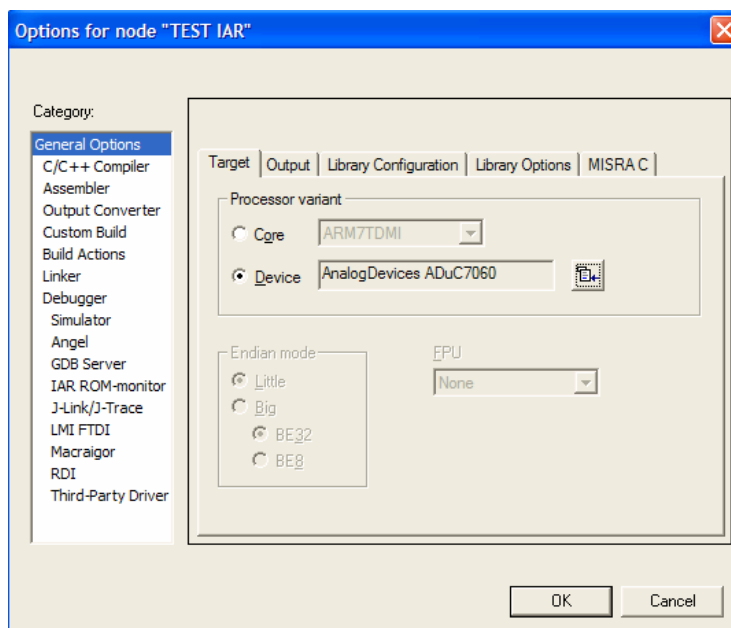 Options for node "TEST IAR"
Category:
General Options
C/C++ Compiler
Assembler
Output Converter
Custom Build
Build Actions
Linker
Debugger
Simulator
Angel
GDB Server
IAR ROM-monitor
J-Link/J-Trace
LMI FTDI
Macraigor
RDI
Third-Party Driver
Target Output Library Configuration Library Options MISRA C
Processor variant
Core ARM7TDMI
Device AnalogDevices ADuC7060
Endian mode
Little
Big
BE32
BE8
FPU
None
OK Cancel